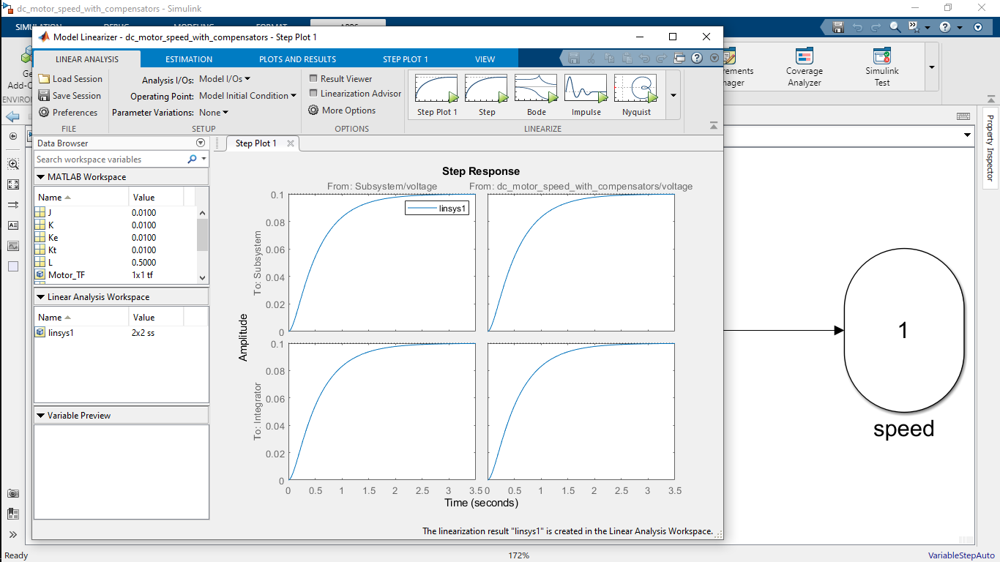 dc_motor_speed_with_compensators - Simulink
SIMULATION DEBUG MODELING FORMAT APPS
Model Linearizer - dc_motor_speed_with_compensators - Step Plot 1
LINEAR ANALYSIS ESTIMATION PLOTS AND RESULTS STEP PLOT 1 VIEW
Load Session
Save Session
Preferences
FILE
Analysis I/Os: Model I/Os
Operating Point: Model Initial Condition
Parameter Variations: None
SETUP
Result Viewer
Linearization Advisor
More Options
OPTIONS
Step Plot 1 Step Bode Impulse Nyquist
LINEARIZE
Coverage
Analyzer
Simulink
Test
Property Inspector
Data Browser
Search workspace variables
MATLAB Workspace
Name Value
J 0.0100
K 0.0100
Ke 0.0100
Kt 0.0100
L 0.5000
Motor_TF 1x1 tf
Linear Analysis Workspace
Name Value
linsys1 2x2 ss
Variable Preview
Step Plot 1
Step Response
From: Subsystem/voltage From: dc_motor_speed_with_compensators/voltage
linsys1
To: Subsystem
0.1
0.08
0.06
0.04
0.02
0
Amplitude
To: Integrator
0.1
0.08
0.06
0.04
0.02
0
0 0.5 1 1.5 2 2.5 3 3.5 0 0.5 1 1.5 2 2.5 3 3.5
Time (seconds)
The linearization result "linsys1" is created in the Linear Analysis Workspace.
1
speed
Ready 172% VariableStepAuto